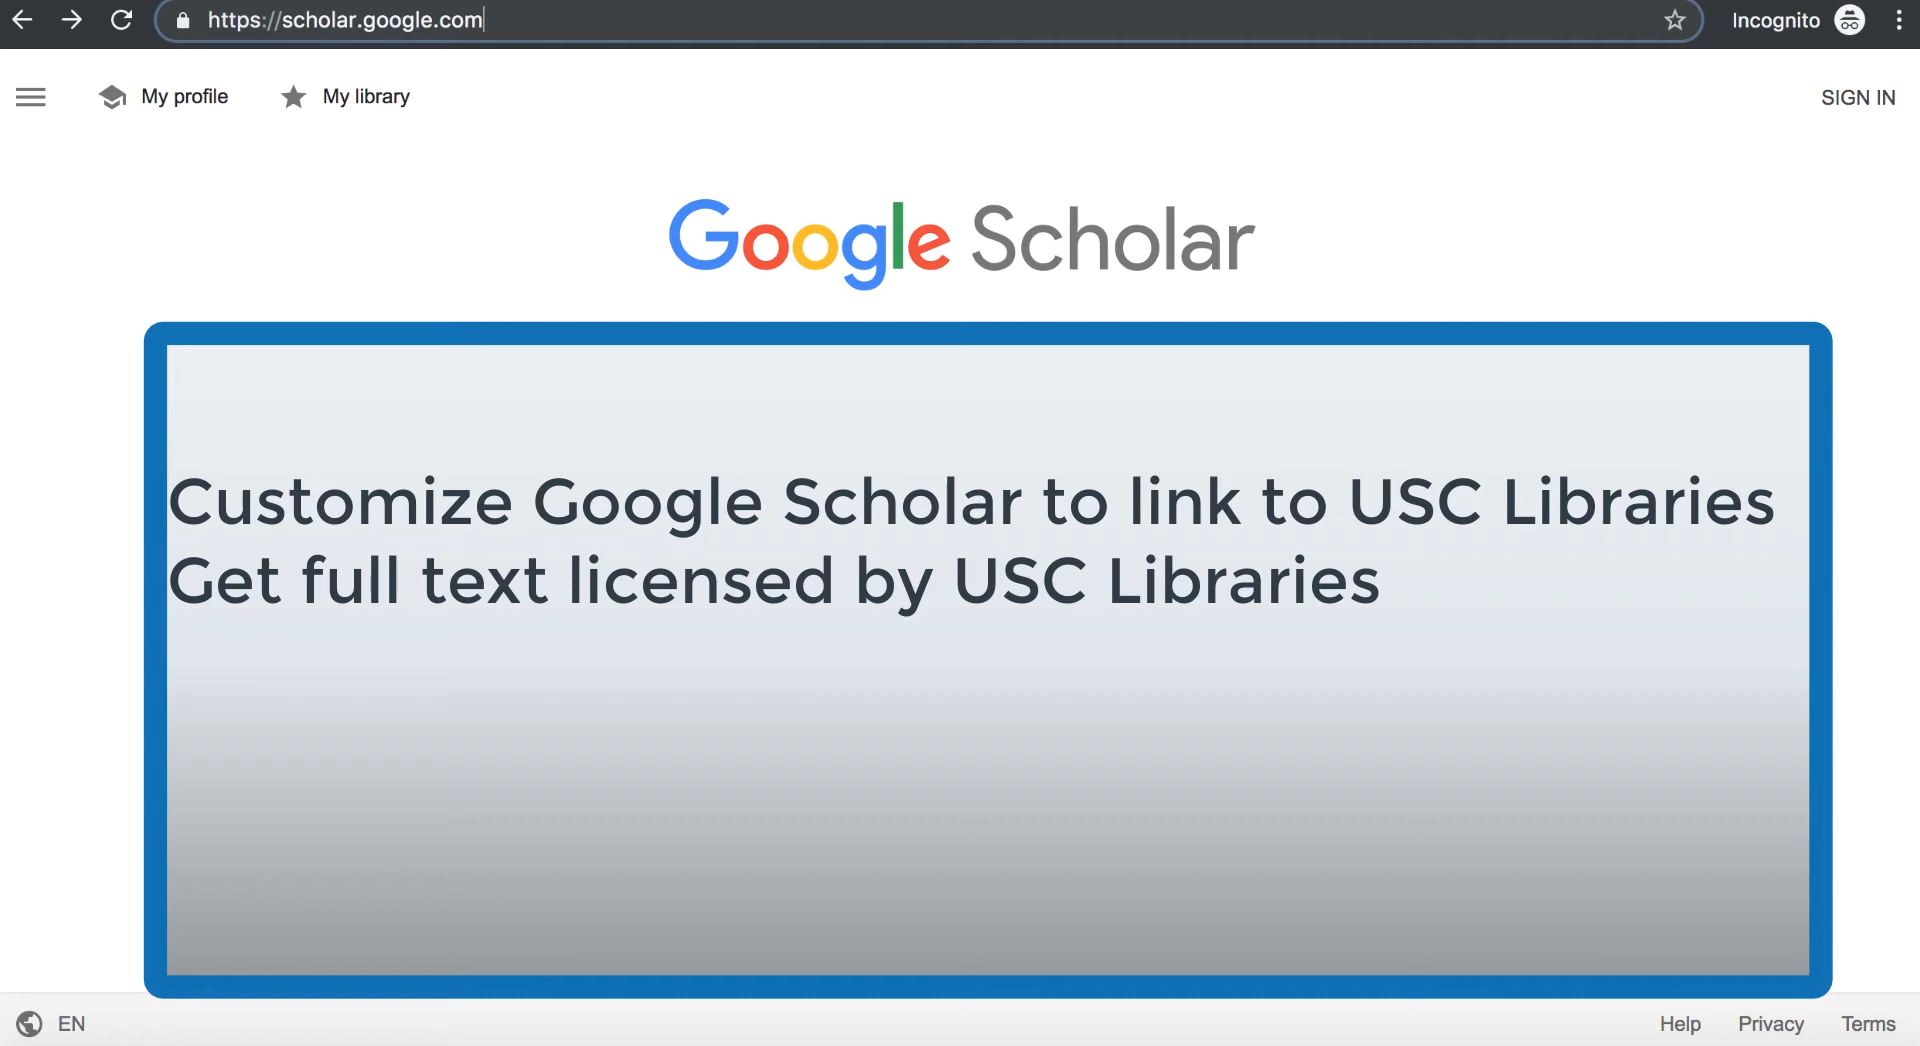 https://scholar.google.com
Incognito
My profile
My library
SIGN IN
Google Scholar
Customize Google Scholar to link to USC Libraries
Get full text licensed by USC Libraries
EN
Help
Privacy
Terms